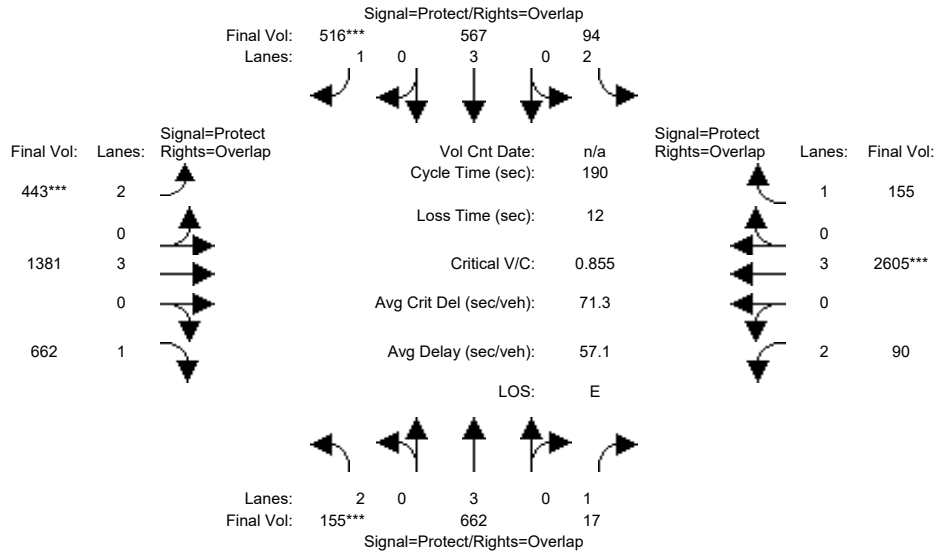 Signal=Protect/Rights=Overlap
Final Vol: 516*** 567 94
Lanes: 1 0 3 0 2
Signal=Protect Signal=Protect
Final Vol: Lanes: Rights=Overlap Vol Cnt Date: n/a Rights=Overlap Lanes: Final Vol:
Cycle Time (sec): 190
443*** 2 1 155
Loss Time (sec): 12
0 0
1381 3 Critical V/C: 0.855 3 2605***
0 Avg Crit Del (sec/veh): 71.3 0
662 1 Avg Delay (sec/veh): 57.1 2 90
LOS: E
Lanes: 2 0 3 0 1
Final Vol: 155*** 662 17
Signal=Protect/Rights=Overlap